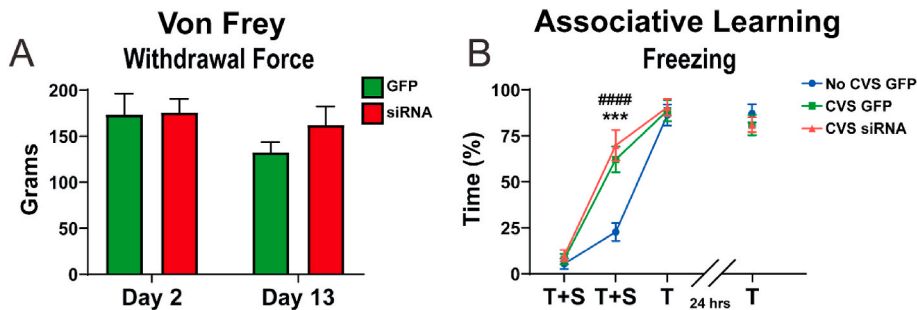 Von Frey
A
Withdrawal Force
GFP
siRNA
200
150
100
50
0
Grams
Day 2
Day 13
Associative Learning
B
Freezing
No CVS GFP
CVS GFP
CVS siRNA
####
***
100
75
50
25
0
Time (%)
T+S
T+S
T
24 hrs
T